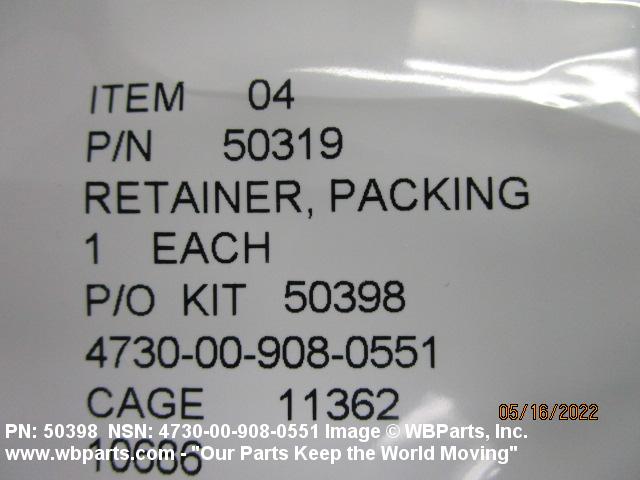 ITEM 04
P/N 50319
RETAINER, PACKING
1 EACH
P/O KIT 50398
4730-00-908-0551
CAGE 11362
05/16/2022
PN: 50398 NSN: 4730-00-908-0551 Image © WBParts, Inc.
10686
www.wbparts.com - "Our Parts Keep the World Moving"